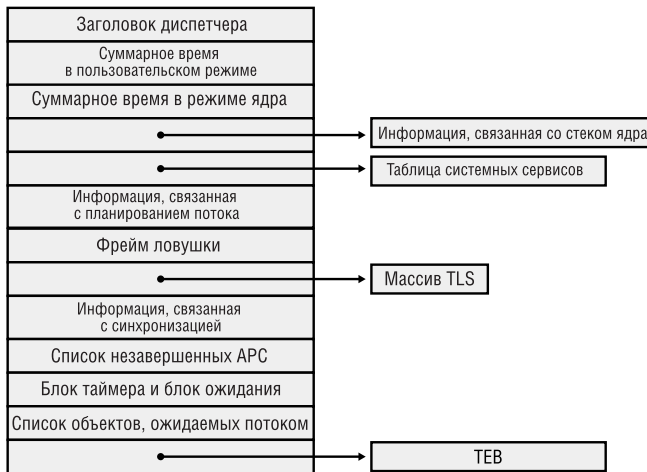 Заголовок диспетчера
Суммарное время
в пользовательском режиме
Суммарное время в режиме ядра
Информация, связанная со стеком ядра
Таблица системных сервисов
Информация, связанная
с планированием потока
Фрейм ловушки
Массив TLS
Информация, связанная
с синхронизацией
Список незавершенных APC
Блок таймера и блок ожидания
Список объектов, ожидаемых потоком
TEB